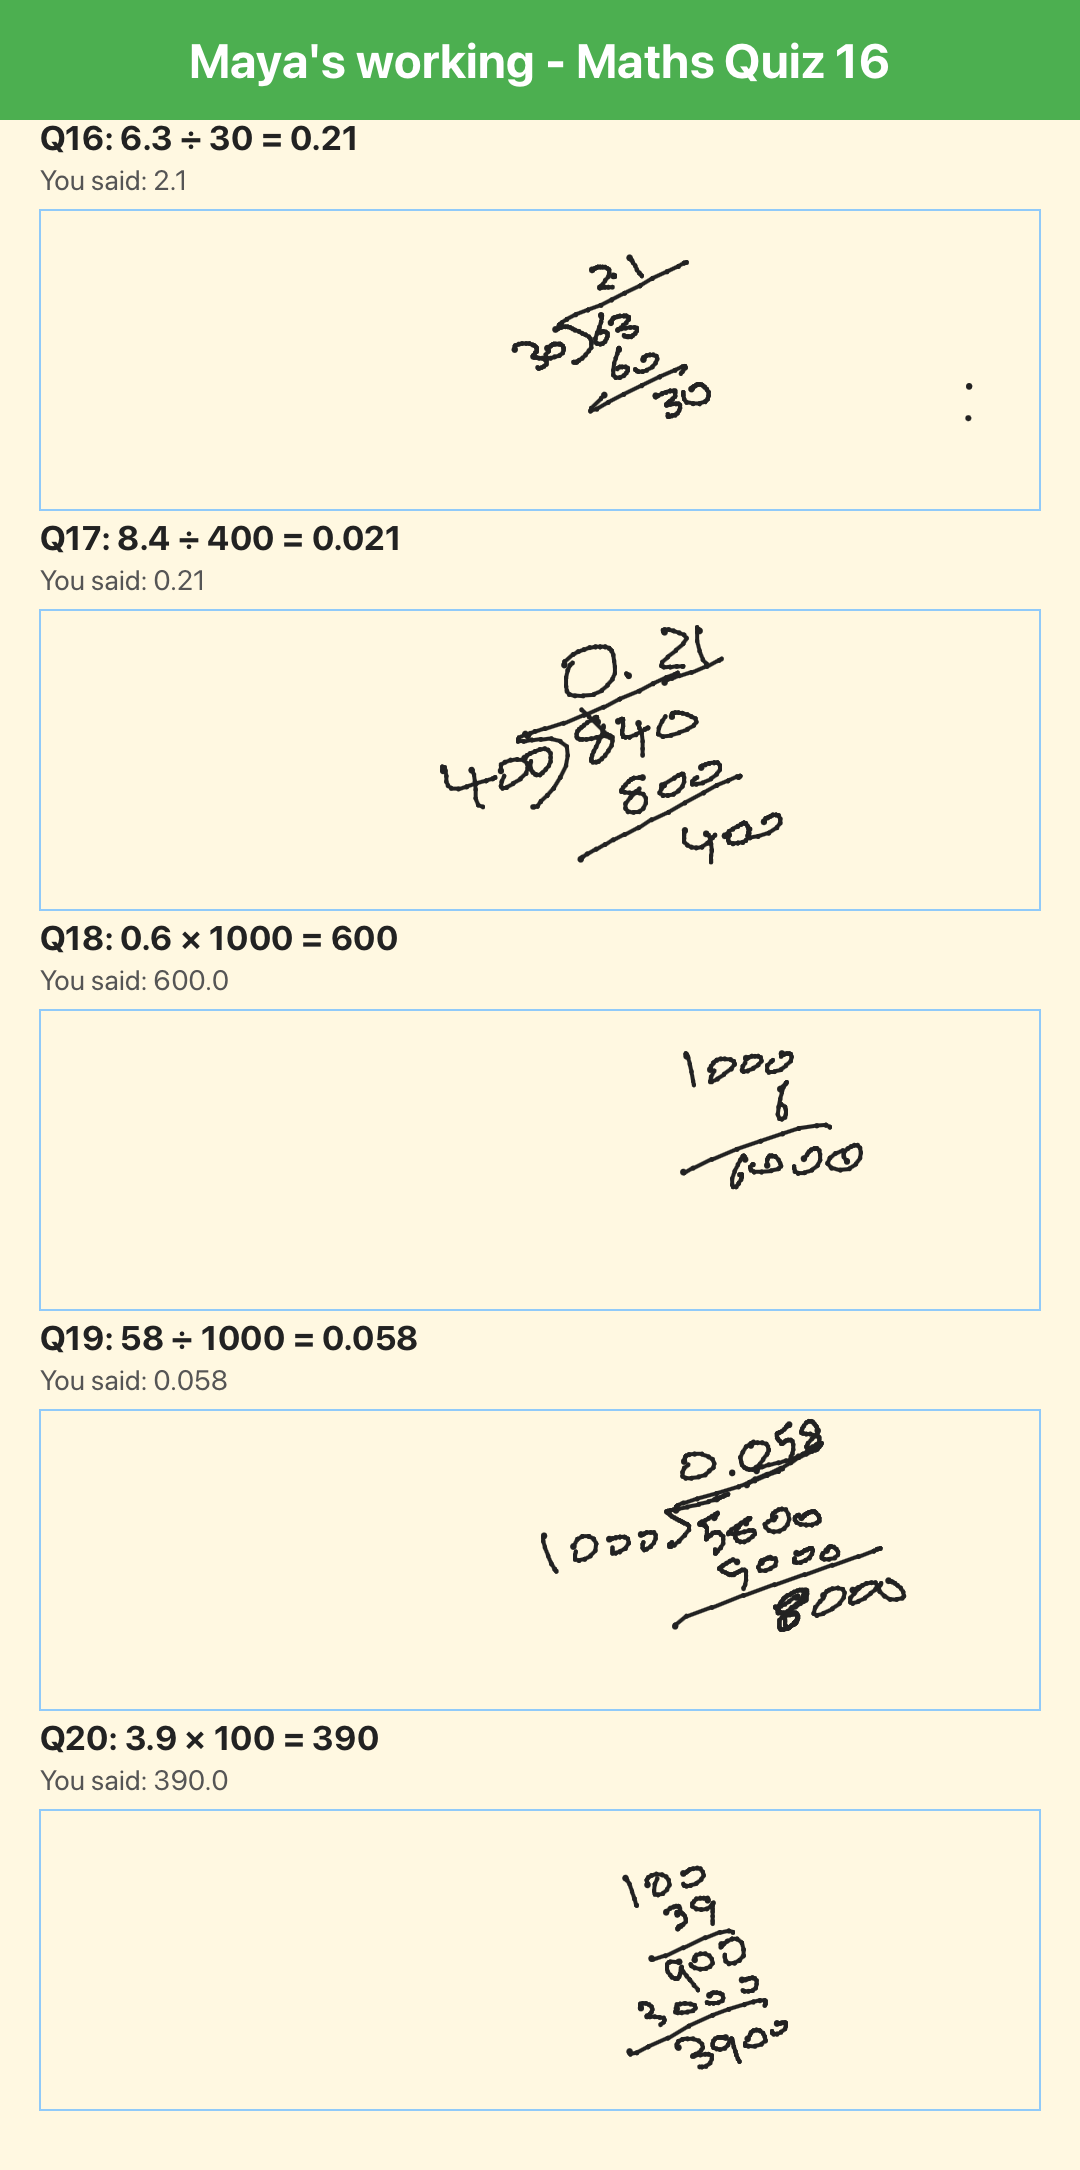 Maya's working - Maths Quiz 16
Q16: 6.3 ÷ 30 = 0.21
You said: 2.1
21
30)63
60
30
:
Q17: 8.4 ÷ 400 = 0.021
You said: 0.21
0.21
400)840
800
400
Q18: 0.6 × 1000 = 600
You said: 600.0
1000
6
6000
Q19: 58 ÷ 1000 = 0.058
You said: 0.058
0.058
1000)5800
5000
8000
Q20: 3.9 × 100 = 390
You said: 390.0
100
39
900
3000
3900